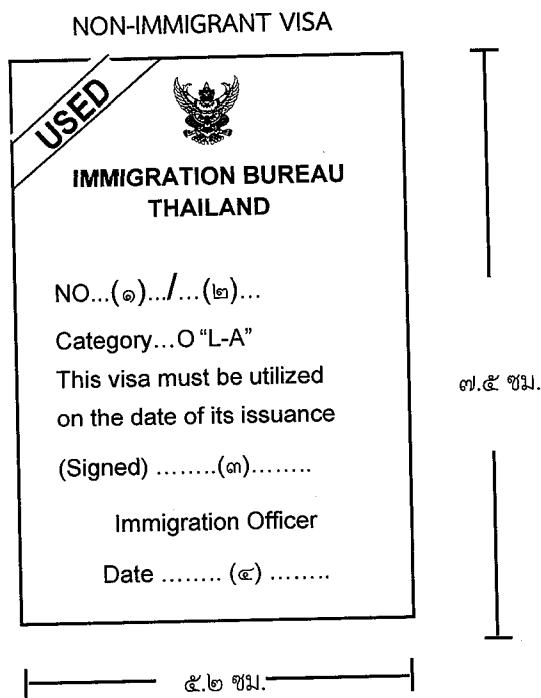 NON-IMMIGRANT VISA
USED
IMMIGRATION BUREAU
THAILAND
NO...(๑).../...(๒)...
Category...O “L-A”
This visa must be utilized
on the date of its issuance
(Signed) ........(๓)........
Immigration Officer
Date ........ (๔) ........
๗.๕ ซม.
๕.๒ ซม.